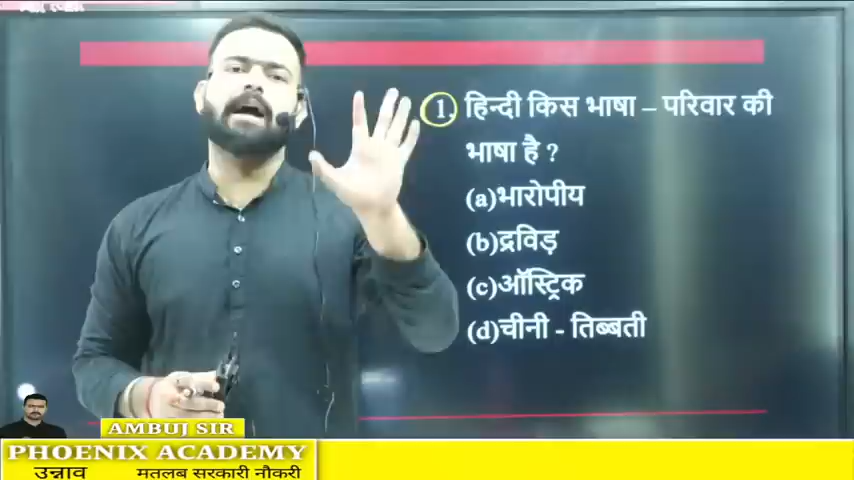 1. हिन्दी किस भाषा – परिवार की
भाषा है ?
(a)भारोपीय
(b)द्रविड़
(c)ऑस्ट्रिक
(d)चीनी - तिब्बती
AMBUJ SIR
PHOENIX ACADEMY
उन्नाव मतलब सरकारी नौकरी